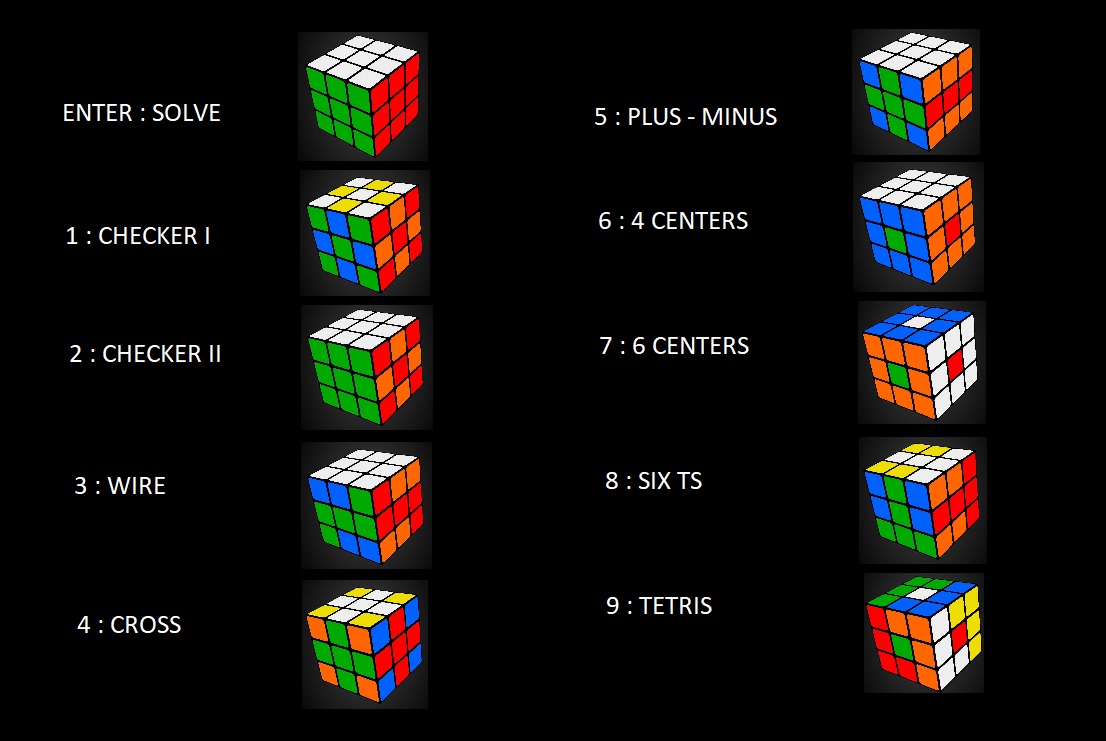 ENTER : SOLVE
1 : CHECKER I
2 : CHECKER II
3 : WIRE
4 : CROSS
5 : PLUS - MINUS
6 : 4 CENTERS
7 : 6 CENTERS
8 : SIX TS
9 : TETRIS